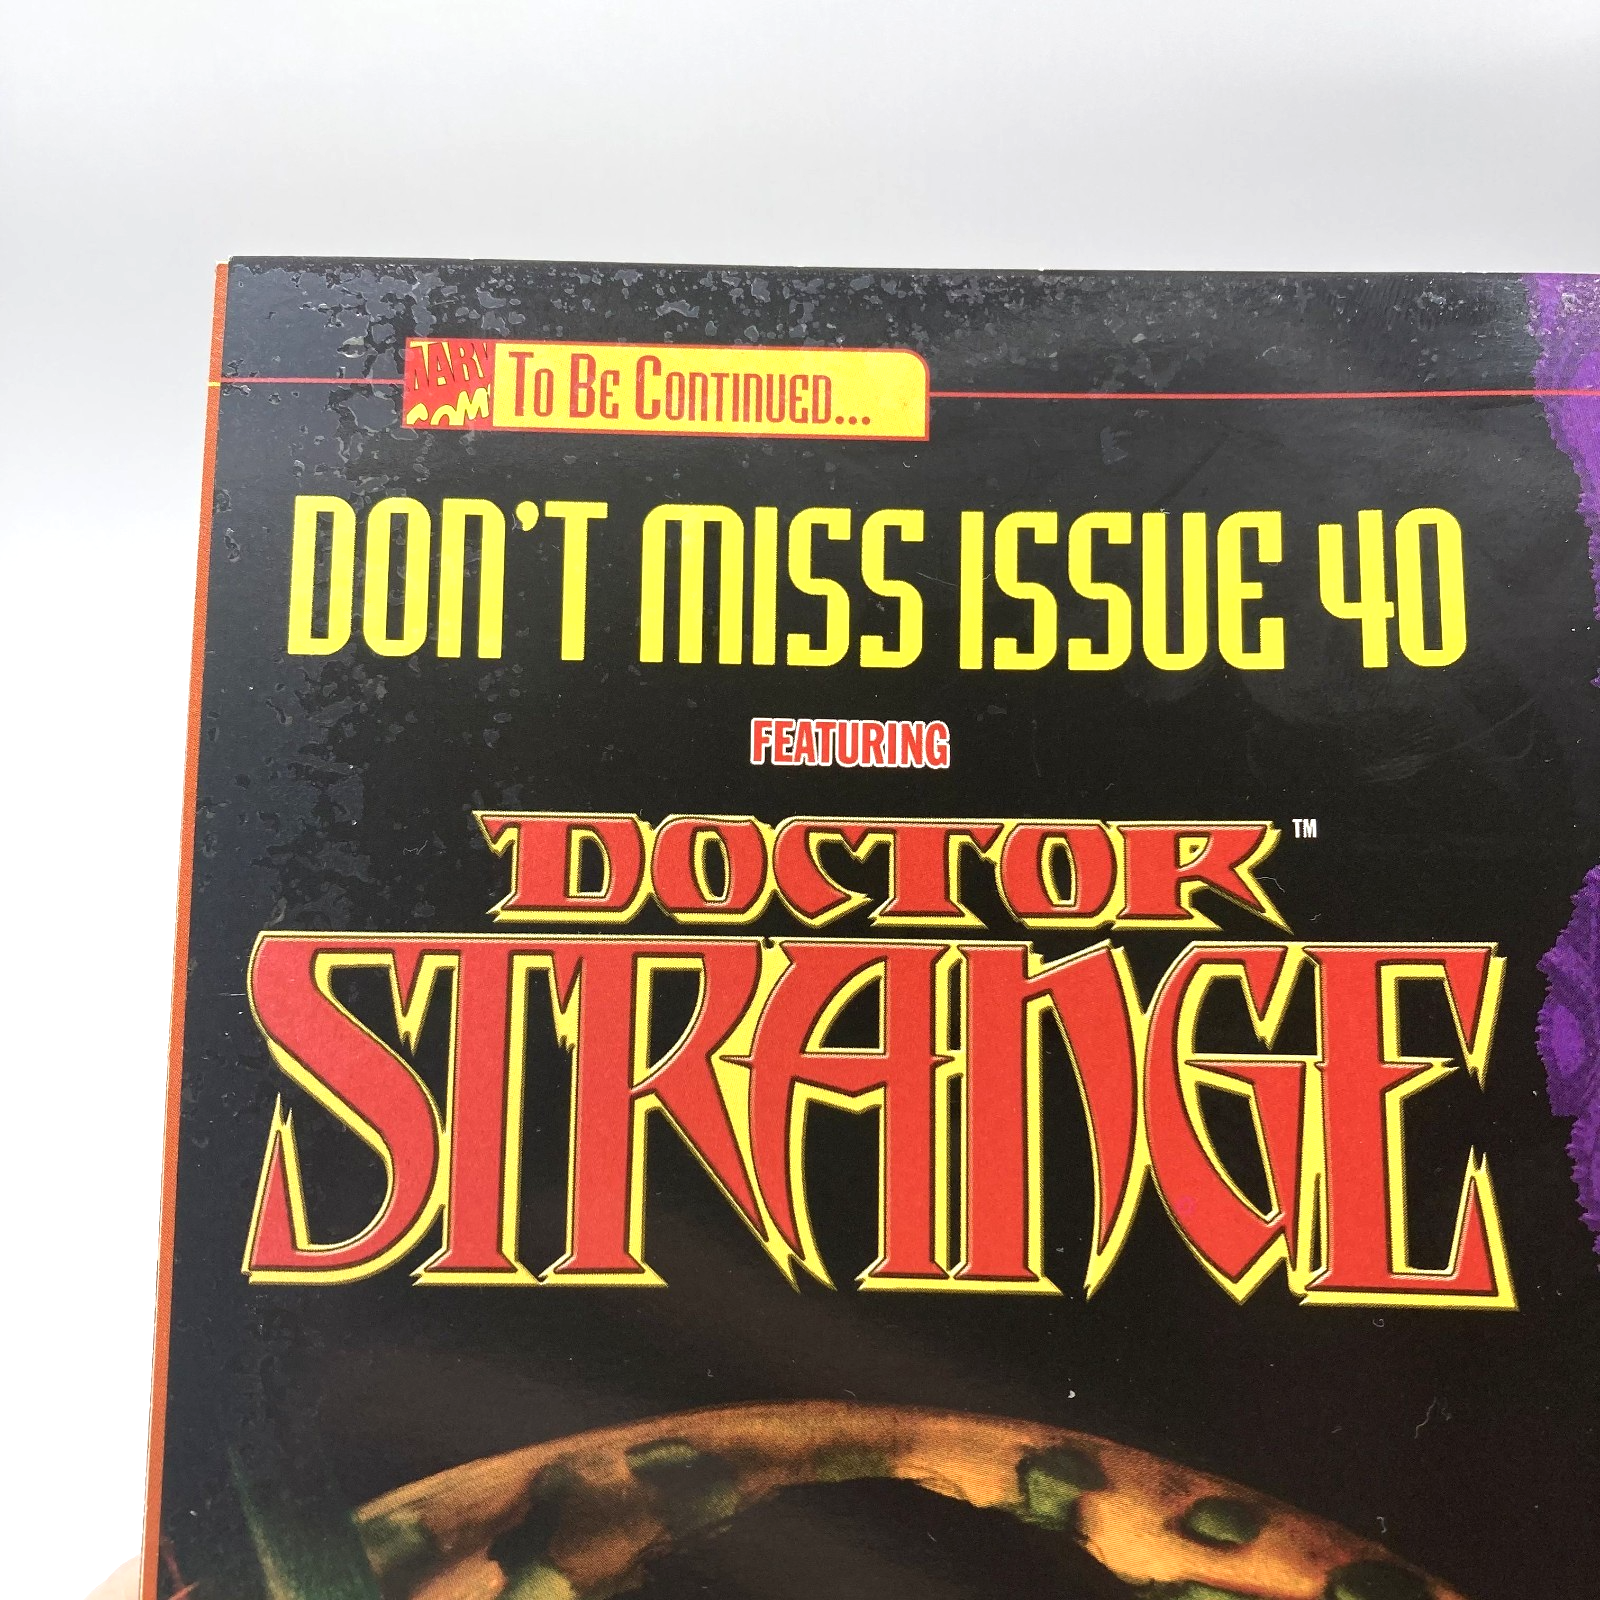 To Be Continued...
DON'T MISS ISSUE 40
FEATURING
DOCTOR™
STRANGE